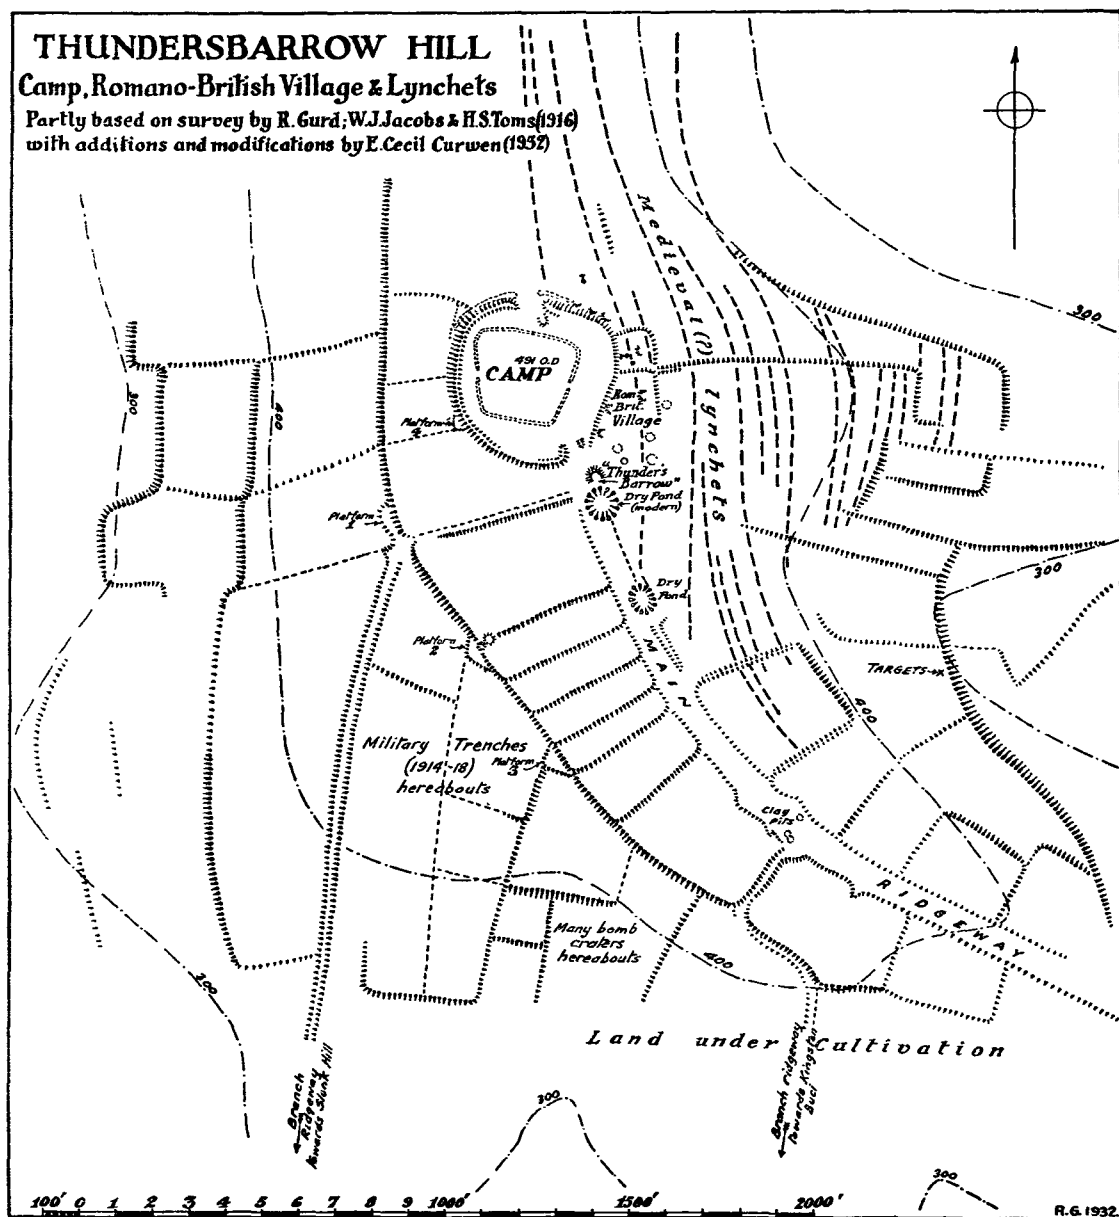 THUNDERSBARROW HILL
Camp, Romano-British Village & Lynchets
Partly based on survey by R. Gurd; W.J. Jacobs & H.S. Toms (1916)
with additions and modifications by E. Cecil Curwen (1932)
Medieval (?) lynchets
300
491 O.D
CAMP
300
400
Rom.
Brit.
Village
Platform
4
"Thunder's
Barrow"
Dry Pond
(modern)
Platform
1
300
Dry
Pond
Platform
2
MAIN
TARGETS
400
Military Trenches
(1914-18)
hereabouts
Platform
3
Clay
Pits
RIDGEWAY
Many bomb
craters
hereabouts
400
200
Land under Cultivation
Branch
Ridgeway
towards Slonk Hill
Branch ridgeway
towards Kingston
Buci
300
300
100' 0 1 2 3 4 5 6 7 8 9 1000' 1500' 2000'
R.G. 1932